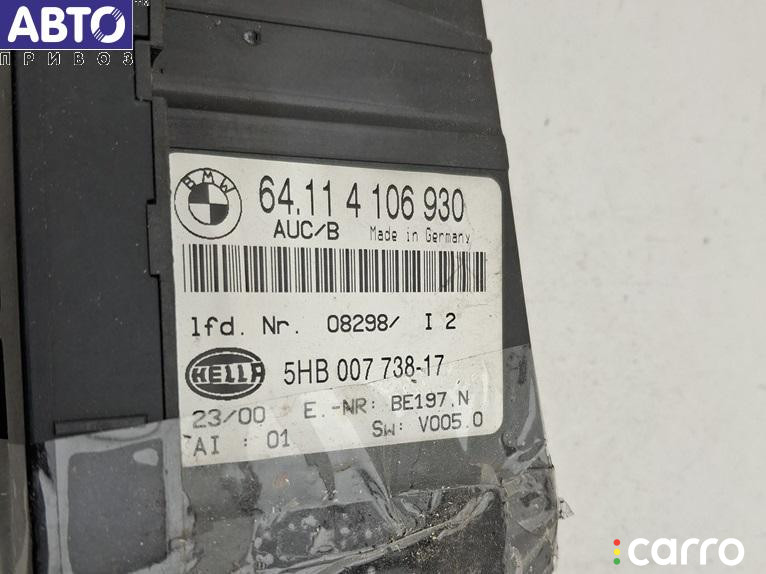 АВТО
ПРИВОЗ
TM
BMW
64.11 4 106 930
AUC/B Made in Germany
lfd. Nr. 08298/ I 2
HELLA
5HB 007 738-17
23/00 E.-NR: BE197.N
AI : 01 SW: V005.0
carro